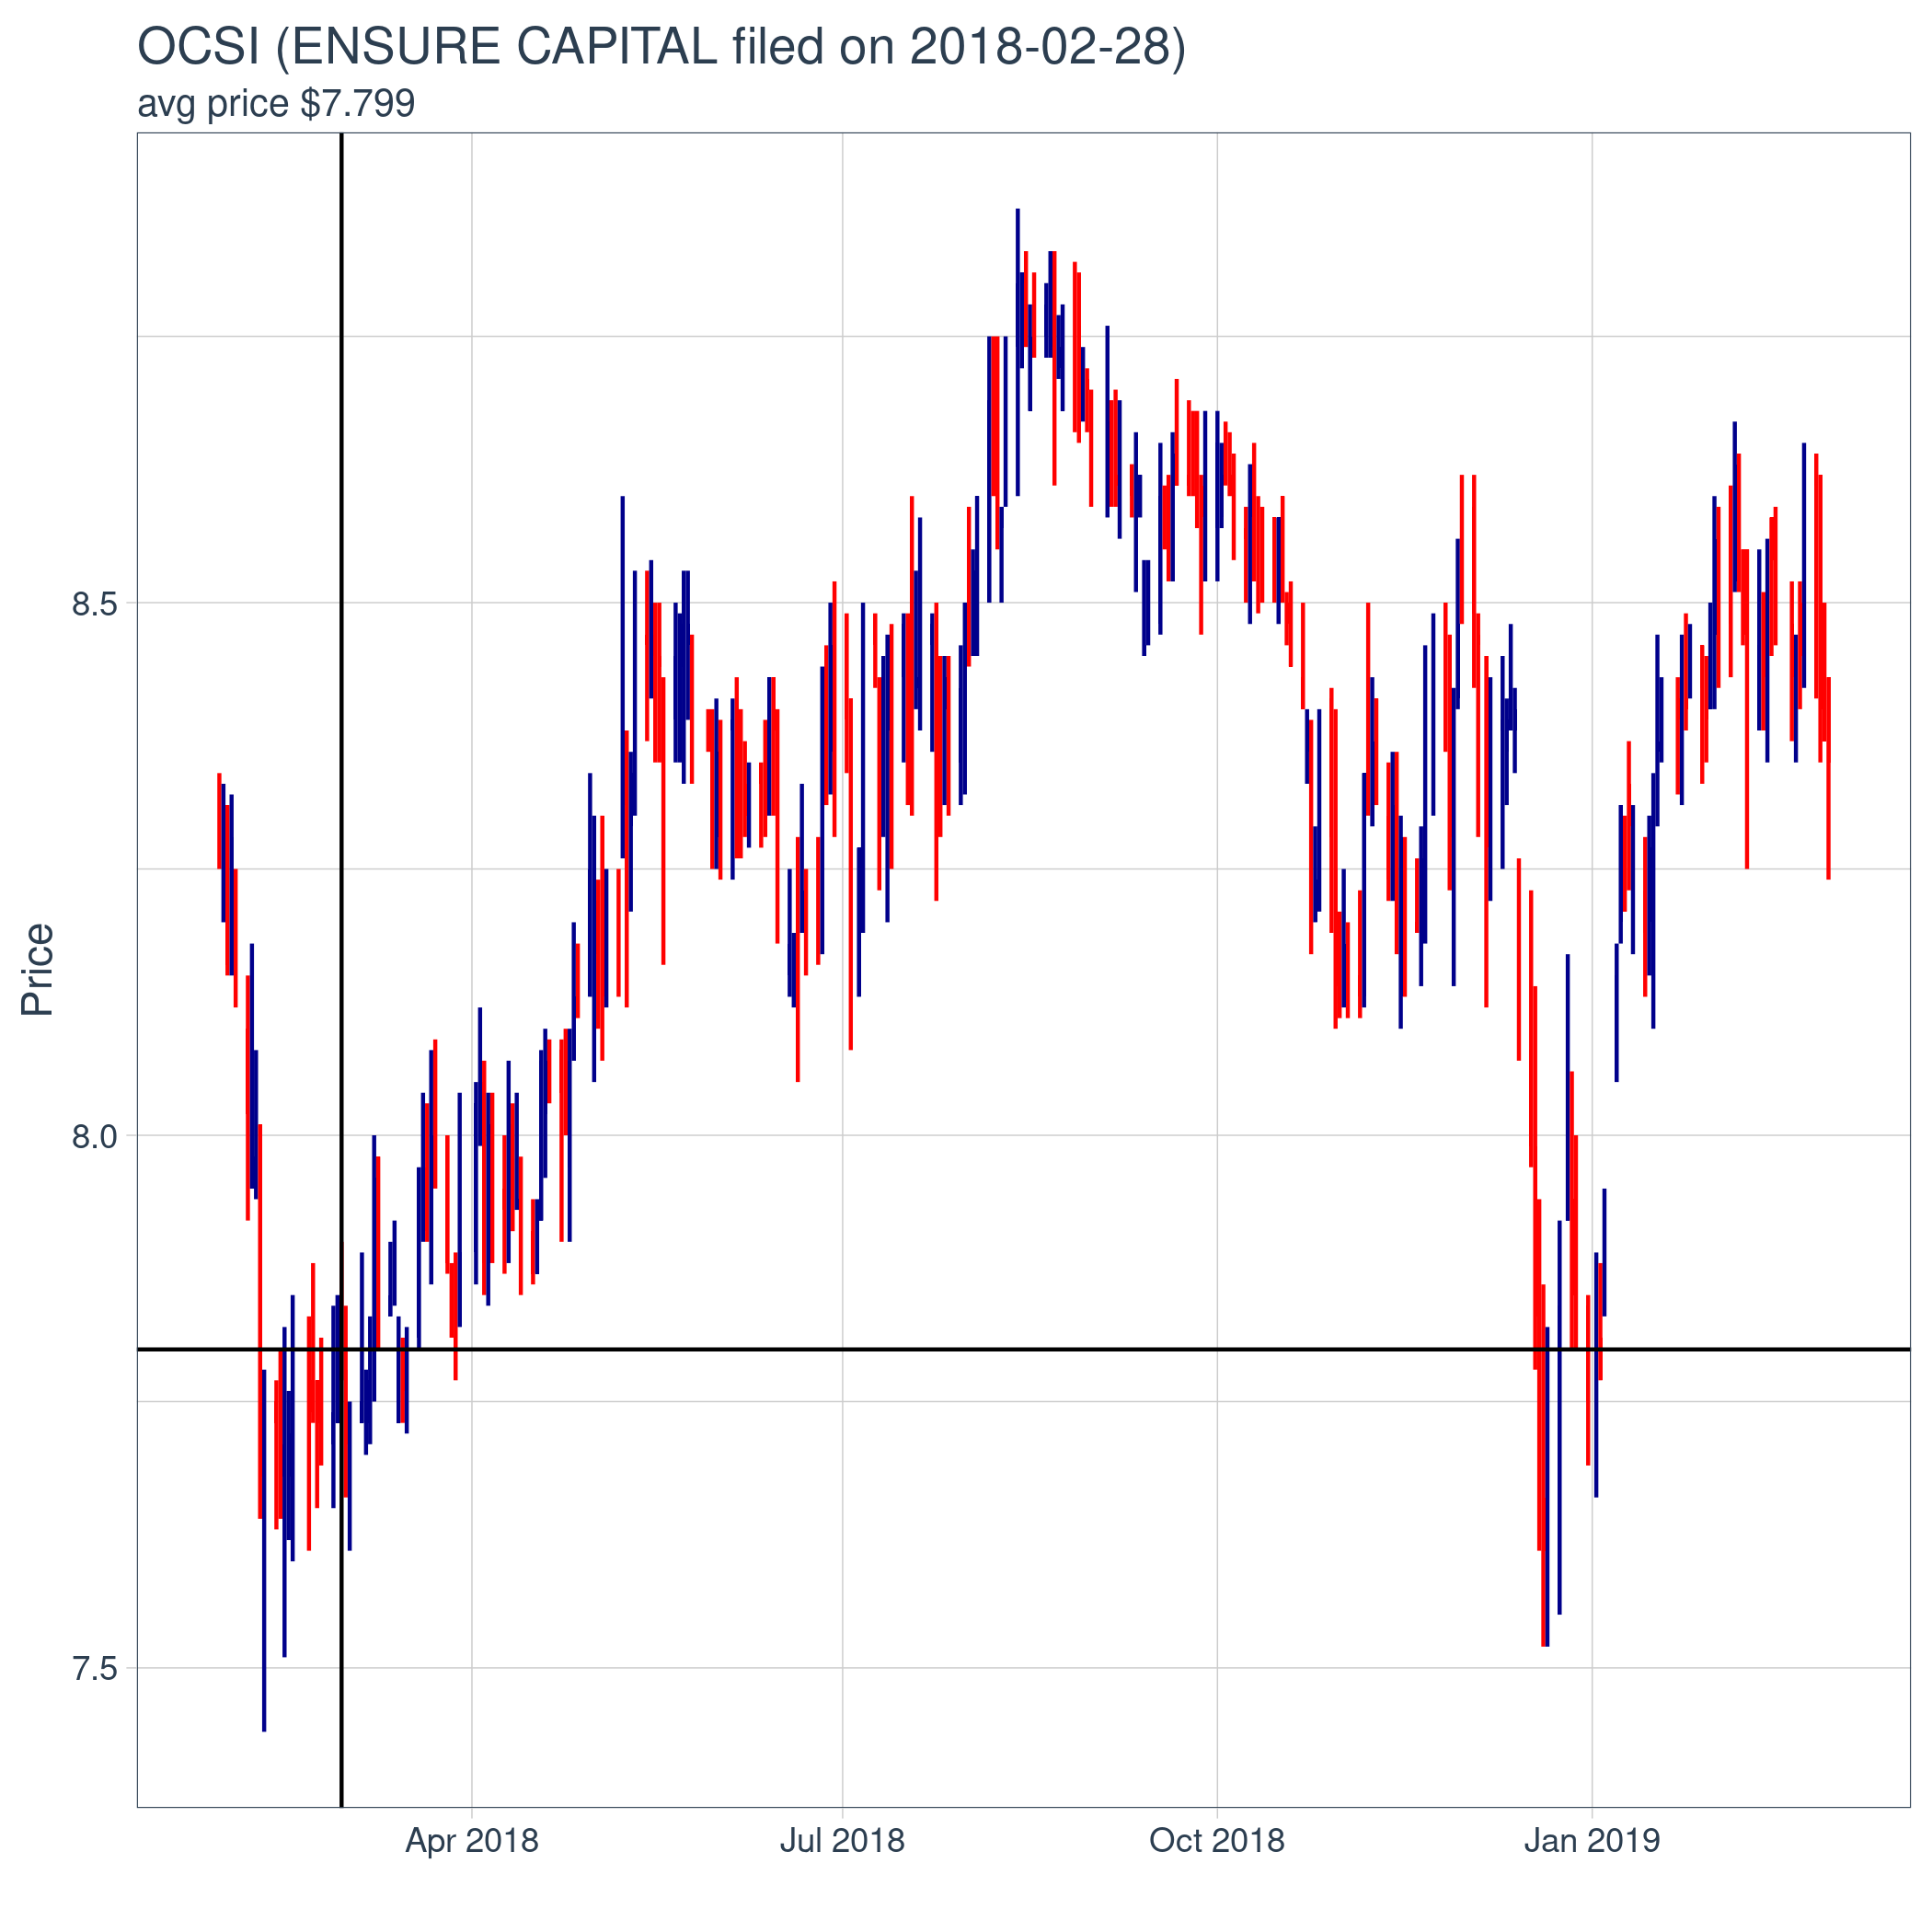 OCSI (ENSURE CAPITAL filed on 2018-02-28)
avg price $7.799
Price
8.5
8.0
7.5
Apr 2018
Jul 2018
Oct 2018
Jan 2019